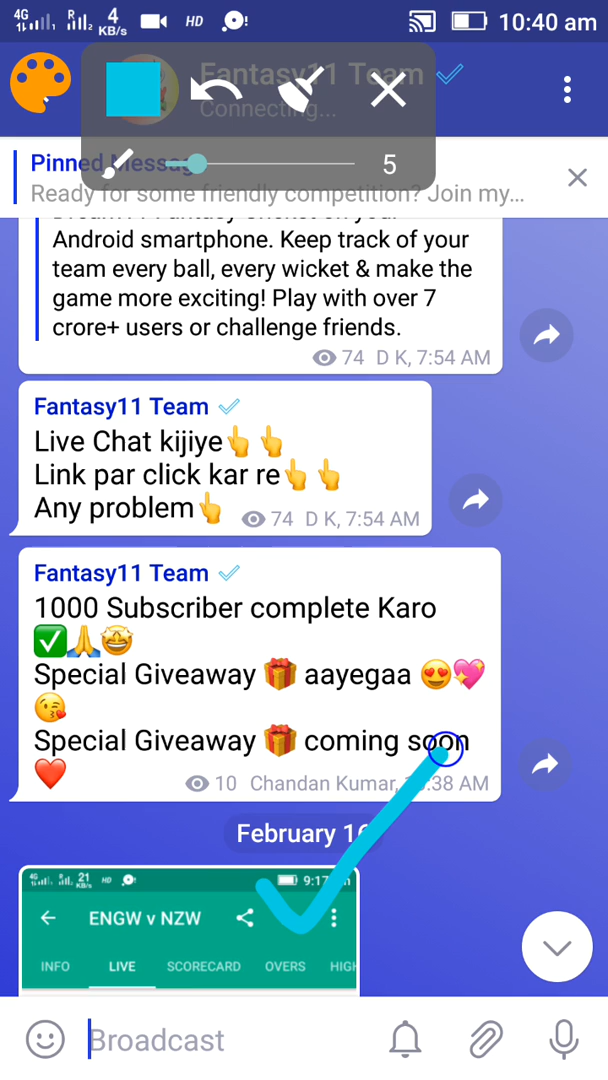 4G R 4 KB/s HD 10:40 am
Fantasy11 Team
Connecting...
5
Pinned Message
Ready for some friendly competition? Join my...
Android smartphone. Keep track of your
team every ball, every wicket & make the
game more exciting! Play with over 7
crore+ users or challenge friends.
74 D K, 7:54 AM
Fantasy11 Team
Live Chat kijiye👆👆
Link par click kar re👆👆
Any problem👆 74 D K, 7:54 AM
Fantasy11 Team
1000 Subscriber complete Karo
✅🙏🤩
Special Giveaway 🎁 aayegaa 😍💖
😘
Special Giveaway 🎁 coming soon
❤️ 10 Chandan Kumar,
February 16
4G 21 KB/s HD
ENGW v NZW
INFO LIVE SCORECARD OVERS
Broadcast